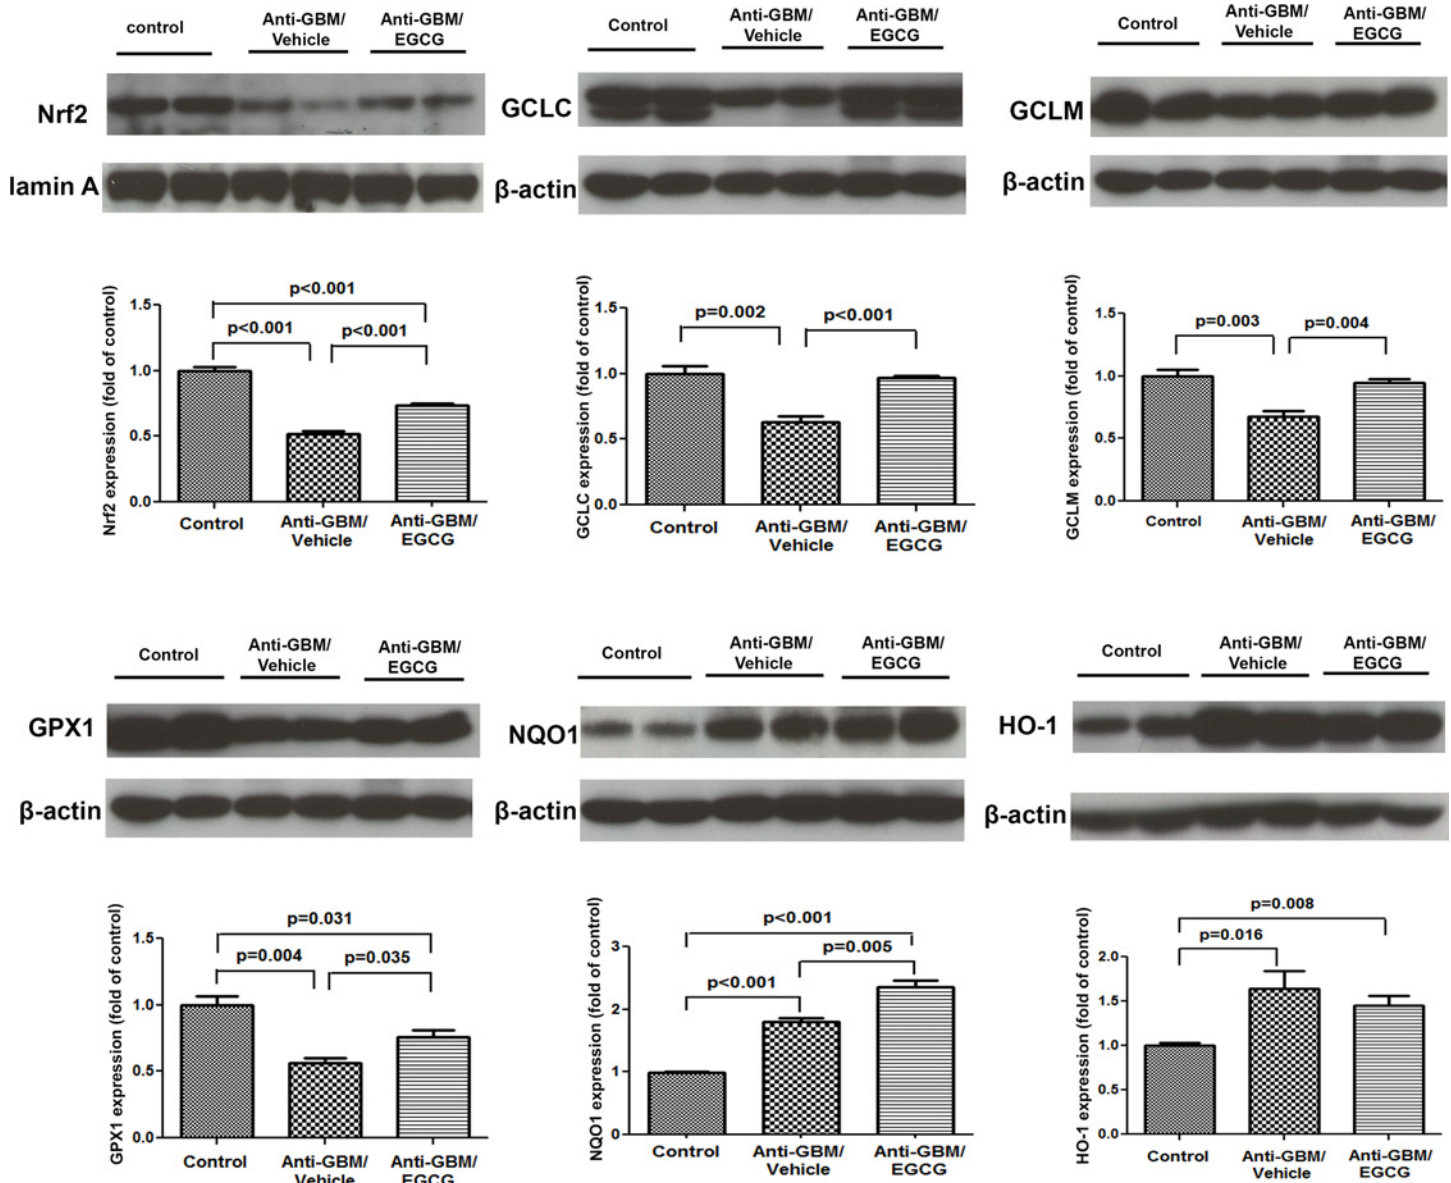 control
Anti-GBM/
Vehicle
Anti-GBM/
EGCG
Nrf2
lamin A
Control
Anti-GBM/
Vehicle
Anti-GBM/
EGCG
GCLC
β-actin
Control
Anti-GBM/
Vehicle
Anti-GBM/
EGCG
GCLM
β-actin
Nrf2 expression (fold of control)
1.5
1.0
0.5
0.0
p<0.001
p<0.001
p<0.001
Control
Anti-GBM/
Vehicle
Anti-GBM/
EGCG
GCLC expression (fold of control)
1.5
1.0
0.5
0.0
p=0.002
p<0.001
Control
Anti-GBM/
Vehicle
Anti-GBM/
EGCG
GCLM expression (fold of control)
1.5
1.0
0.5
0.0
p=0.003
p=0.004
Control
Anti-GBM/
Vehicle
Anti-GBM/
EGCG
Control
Anti-GBM/
Vehicle
Anti-GBM/
EGCG
GPX1
β-actin
Control
Anti-GBM/
Vehicle
Anti-GBM/
EGCG
NQO1
β-actin
Control
Anti-GBM/
Vehicle
Anti-GBM/
EGCG
HO-1
β-actin
GPX1 expression (fold of control)
1.5
1.0
0.5
0.0
p=0.031
p=0.004
p=0.035
Control
Anti-GBM/
Vehicle
Anti-GBM/
EGCG
NQO1 expression (fold of control)
3
2
1
0
p<0.001
p=0.005
p<0.001
Control
Anti-GBM/
Vehicle
Anti-GBM/
EGCG
HO-1 expression (fold of control)
2.0
1.5
1.0
0.5
0.0
p=0.008
p=0.016
Control
Anti-GBM/
Vehicle
Anti-GBM/
EGCG